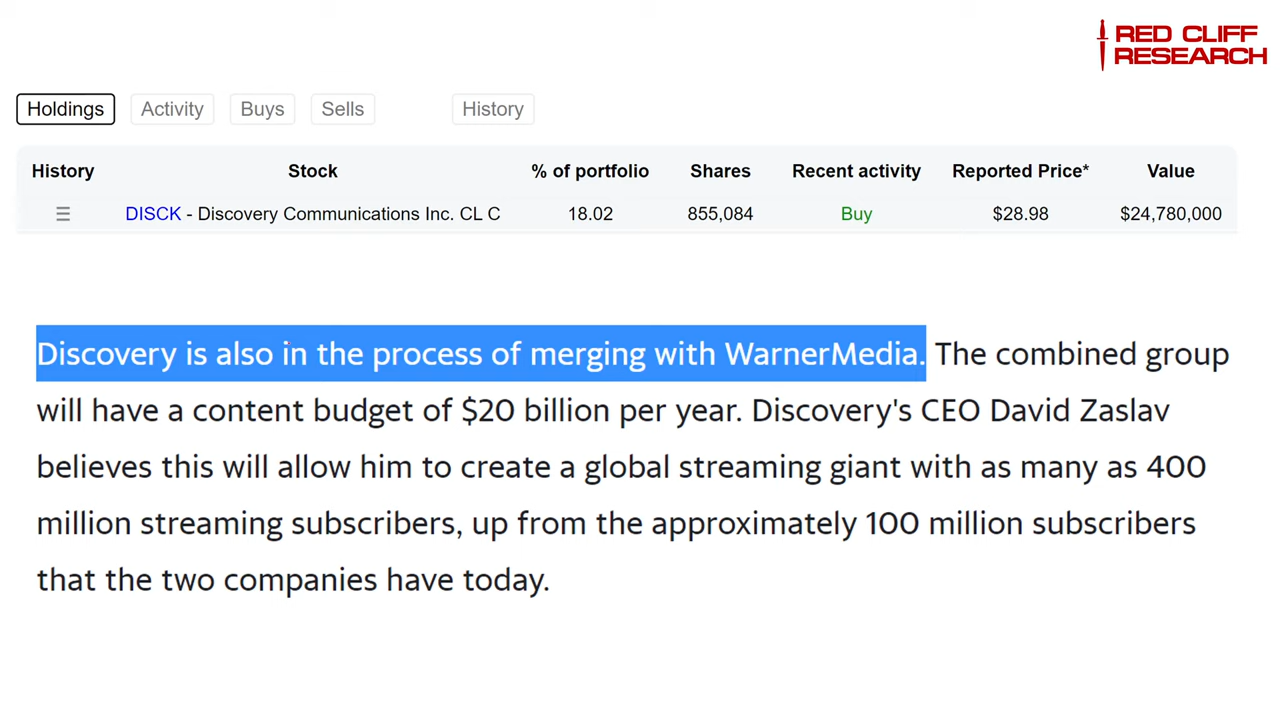 RED CLIFF
RESEARCH
Holdings Activity Buys Sells History
History Stock % of portfolio Shares Recent activity Reported Price* Value
DISCK - Discovery Communications Inc. CL C 18.02 855,084 Buy $28.98 $24,780,000
Discovery is also in the process of merging with WarnerMedia. The combined group
will have a content budget of $20 billion per year. Discovery's CEO David Zaslav
believes this will allow him to create a global streaming giant with as many as 400
million streaming subscribers, up from the approximately 100 million subscribers
that the two companies have today.